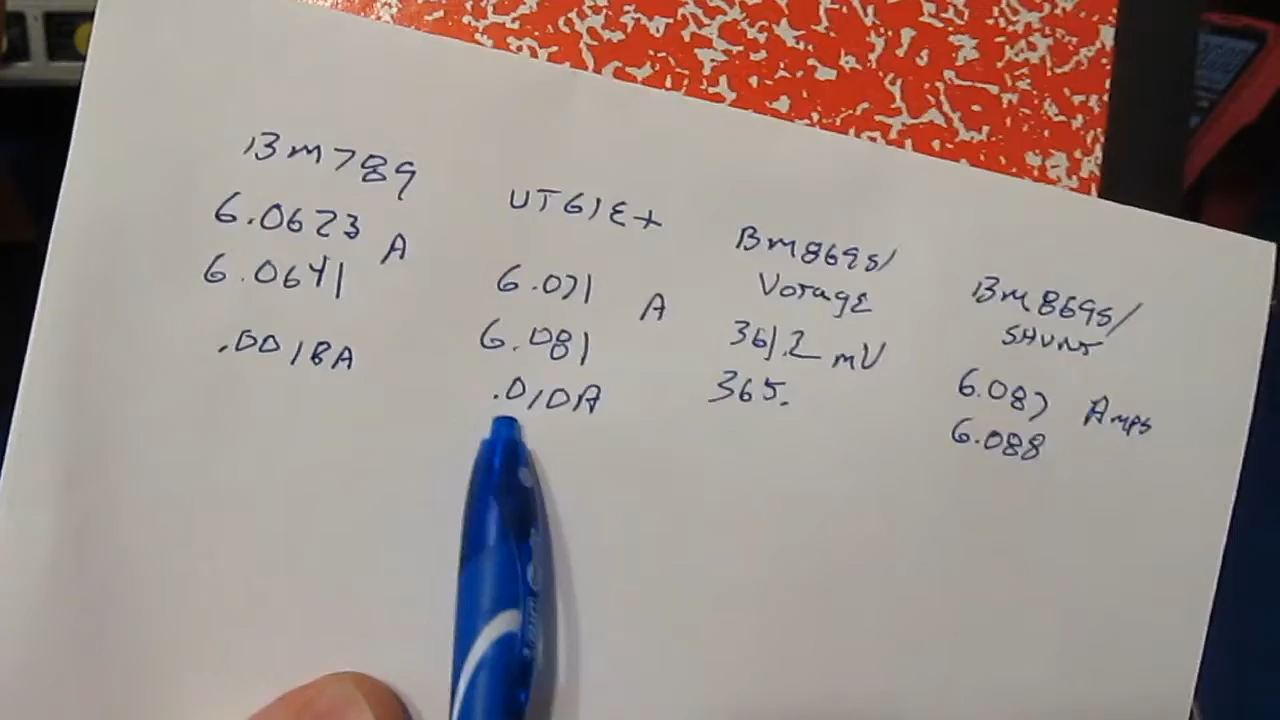 BM789
6.0623 A
6.0641
.0018A
UT61E+
6.071 A
6.081
.010A
BM869s/
Votage
361.2 mV
365.
BM869s/
SHUNT
6.087 Amps
6.088